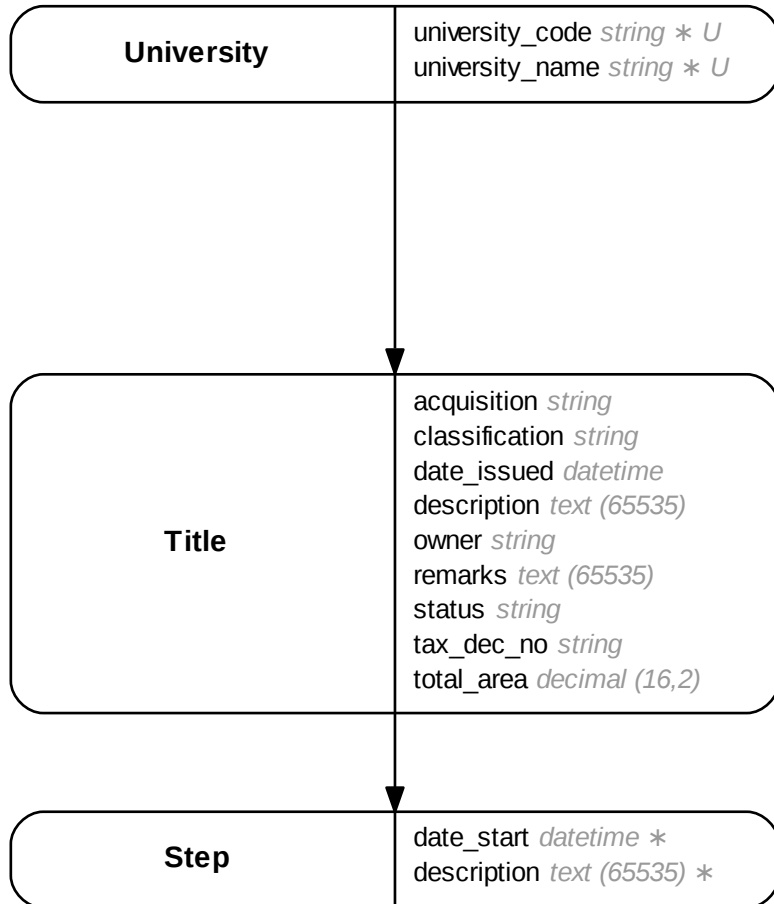 University
university_code string ∗ U
university_name string ∗ U
Title
acquisition string
classification string
date_issued datetime
description text (65535)
owner string
remarks text (65535)
status string
tax_dec_no string
total_area decimal (16,2)
Step
date_start datetime ∗
description text (65535) ∗